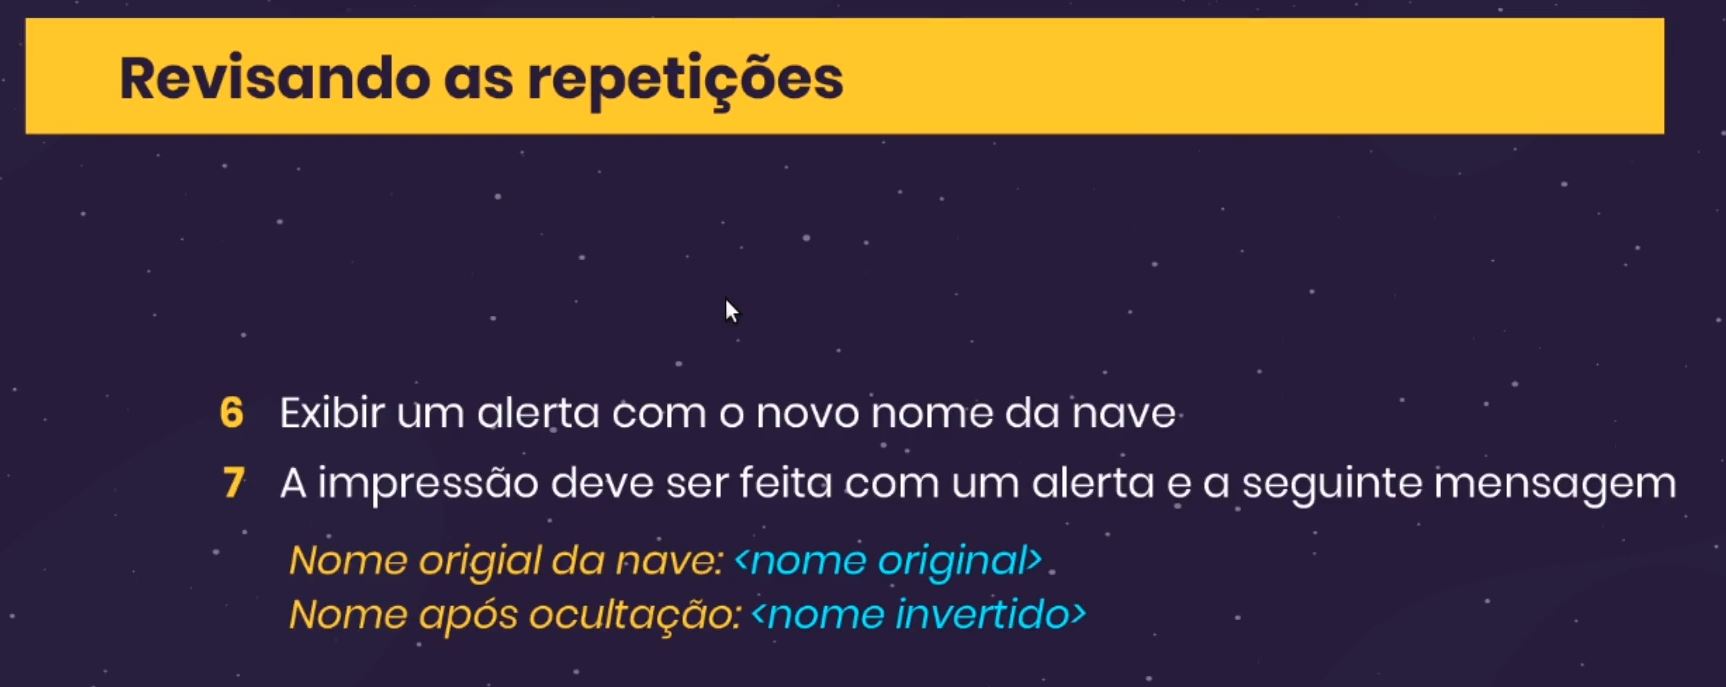 Revisando as repetições
6 Exibir um alerta com o novo nome da nave
7 A impressão deve ser feita com um alerta e a seguinte mensagem
Nome origial da nave: <nome original>
Nome após ocultação: <nome invertido>